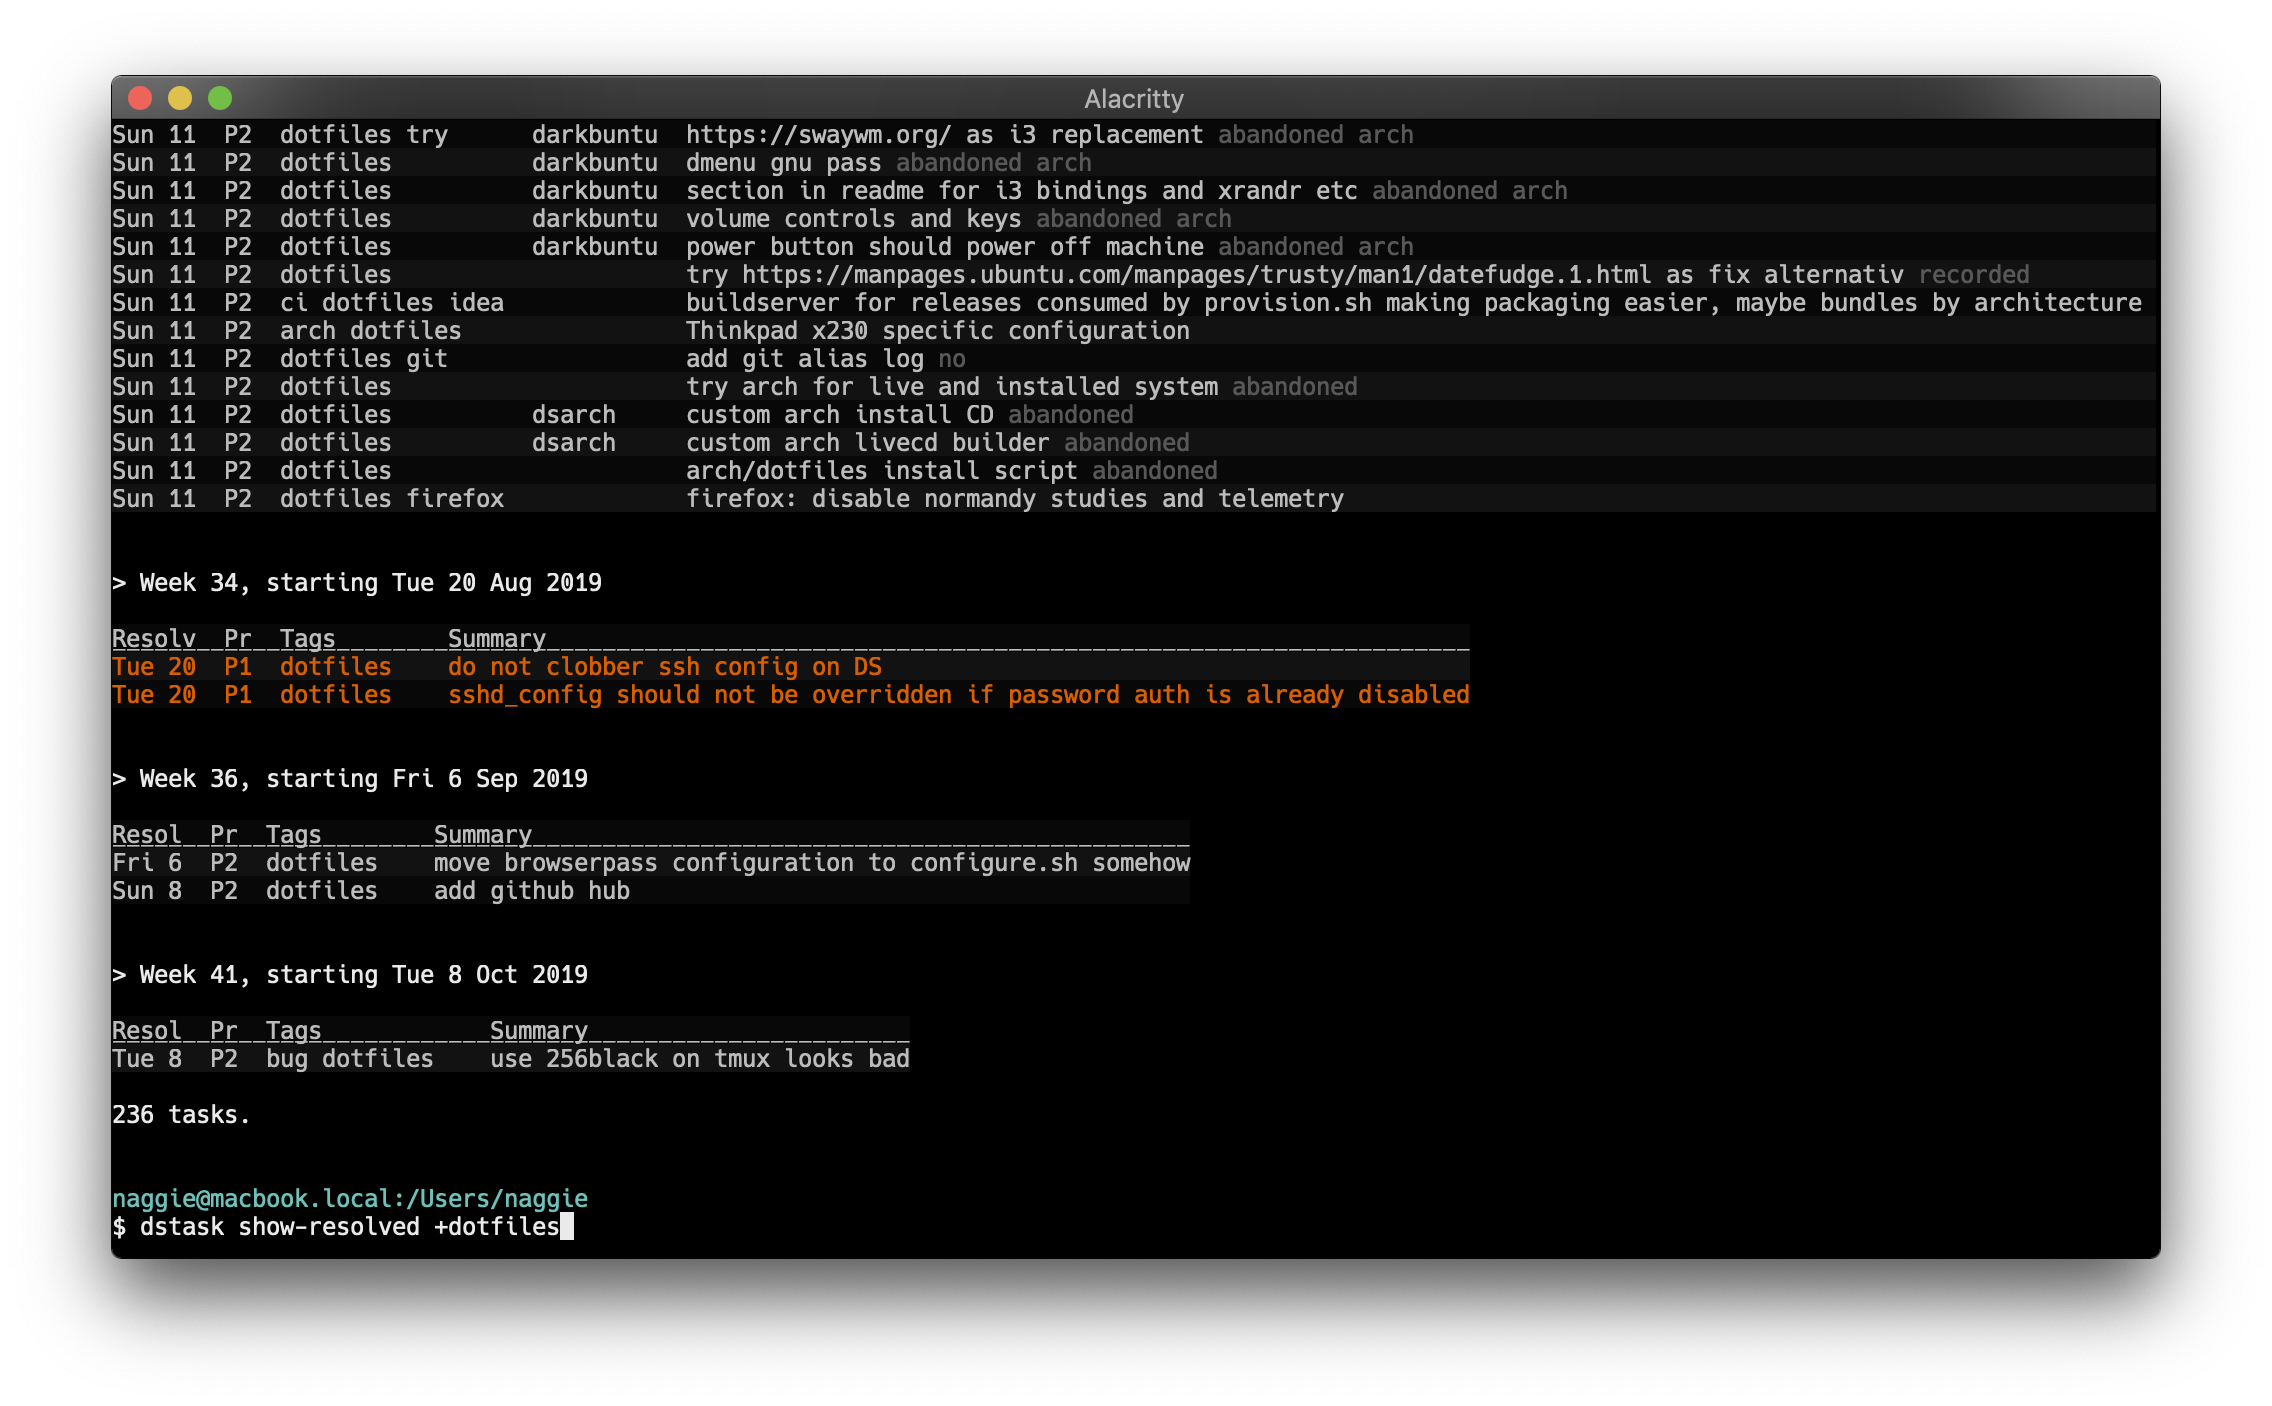 Alacritty
Sun 11  P2  dotfiles try      darkbuntu  https://swaywm.org/ as i3 replacement abandoned arch
Sun 11  P2  dotfiles          darkbuntu  dmenu gnu pass abandoned arch
Sun 11  P2  dotfiles          darkbuntu  section in readme for i3 bindings and xrandr etc abandoned arch
Sun 11  P2  dotfiles          darkbuntu  volume controls and keys abandoned arch
Sun 11  P2  dotfiles          darkbuntu  power button should power off machine abandoned arch
Sun 11  P2  dotfiles                     try https://manpages.ubuntu.com/manpages/trusty/man1/datefudge.1.html as fix alternativ recorded
Sun 11  P2  ci dotfiles idea             buildserver for releases consumed by provision.sh making packaging easier, maybe bundles by architecture
Sun 11  P2  arch dotfiles                Thinkpad x230 specific configuration
Sun 11  P2  dotfiles git                 add git alias log no
Sun 11  P2  dotfiles                     try arch for live and installed system abandoned
Sun 11  P2  dotfiles          dsarch     custom arch install CD abandoned
Sun 11  P2  dotfiles          dsarch     custom arch livecd builder abandoned
Sun 11  P2  dotfiles                     arch/dotfiles install script abandoned
Sun 11  P2  dotfiles firefox             firefox: disable normandy studies and telemetry
> Week 34, starting Tue 20 Aug 2019
Resolv  Pr  Tags        Summary
Tue 20  P1  dotfiles    do not clobber ssh config on DS
Tue 20  P1  dotfiles    sshd_config should not be overridden if password auth is already disabled
> Week 36, starting Fri 6 Sep 2019
Resol  Pr  Tags        Summary
Fri 6  P2  dotfiles    move browserpass configuration to configure.sh somehow
Sun 8  P2  dotfiles    add github hub
> Week 41, starting Tue 8 Oct 2019
Resol  Pr  Tags            Summary
Tue 8  P2  bug dotfiles    use 256black on tmux looks bad
236 tasks.
naggie@macbook.local:/Users/naggie
$ dstask show-resolved +dotfiles